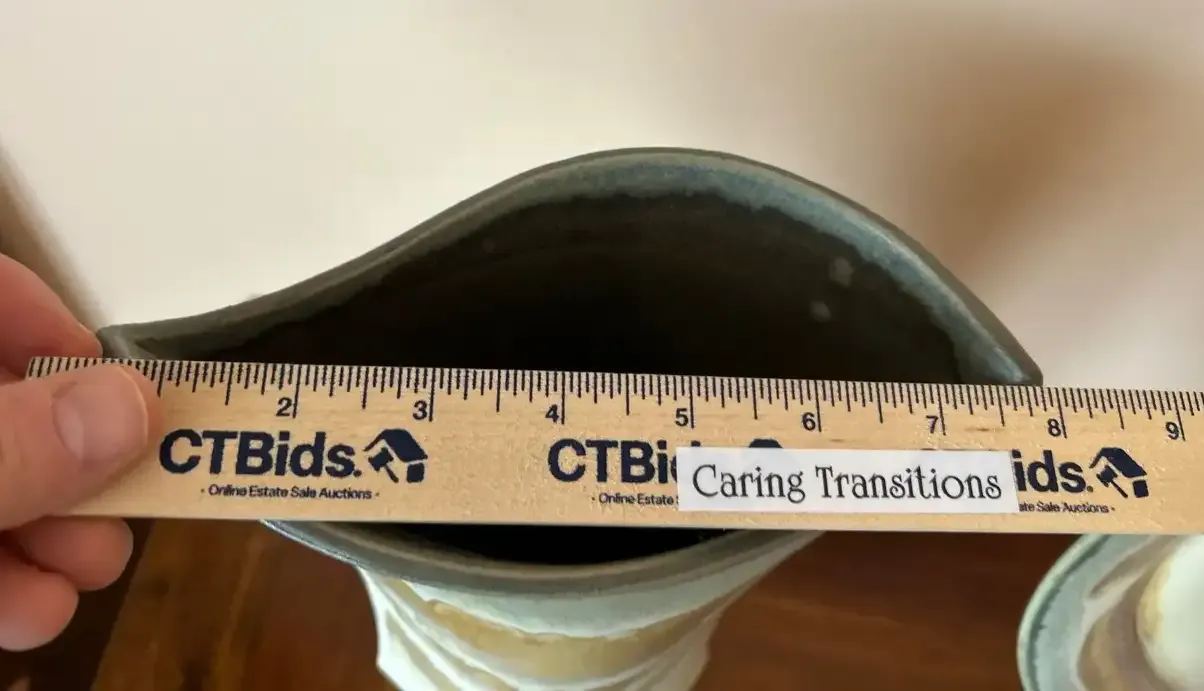 2 3 4 5 6 7 8 9
CTBids. CTBi ids.
· Online Estate Sale Auctions · · Online Estate ate Sale Auctions ·
Caring Transitions